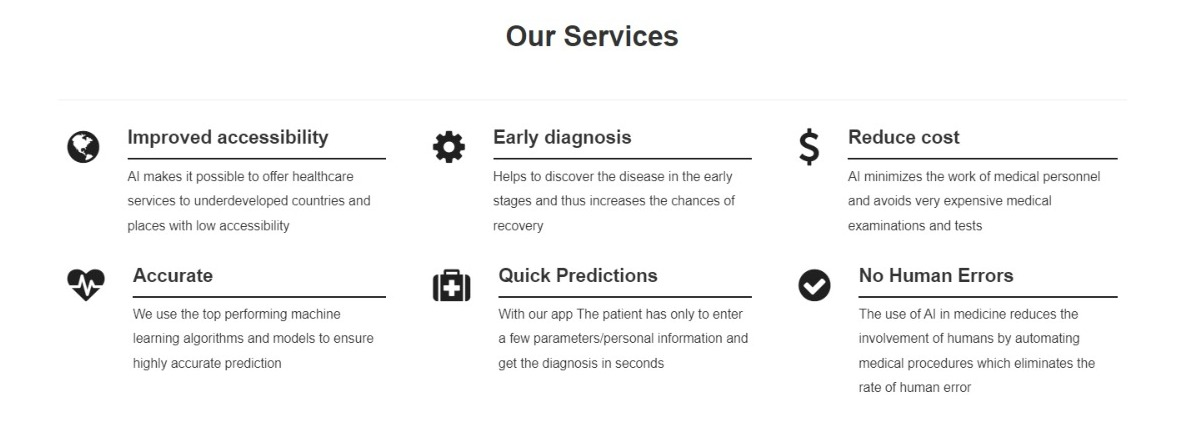 Our Services
Improved accessibility
AI makes it possible to offer healthcare
services to underdeveloped countries and
places with low accessibility
Early diagnosis
Helps to discover the disease in the early
stages and thus increases the chances of
recovery
Reduce cost
AI minimizes the work of medical personnel
and avoids very expensive medical
examinations and tests
Accurate
We use the top performing machine
learning algorithms and models to ensure
highly accurate prediction
Quick Predictions
With our app The patient has only to enter
a few parameters/personal information and
get the diagnosis in seconds
No Human Errors
The use of AI in medicine reduces the
involvement of humans by automating
medical procedures which eliminates the
rate of human error